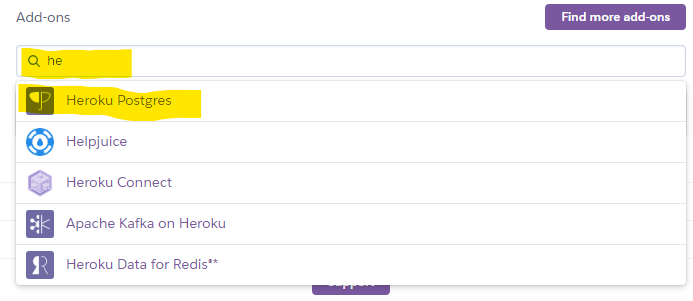 Add-ons
Find more add-ons
he
Heroku Postgres
Helpjuice
Heroku Connect
Apache Kafka on Heroku
Heroku Data for Redis®*